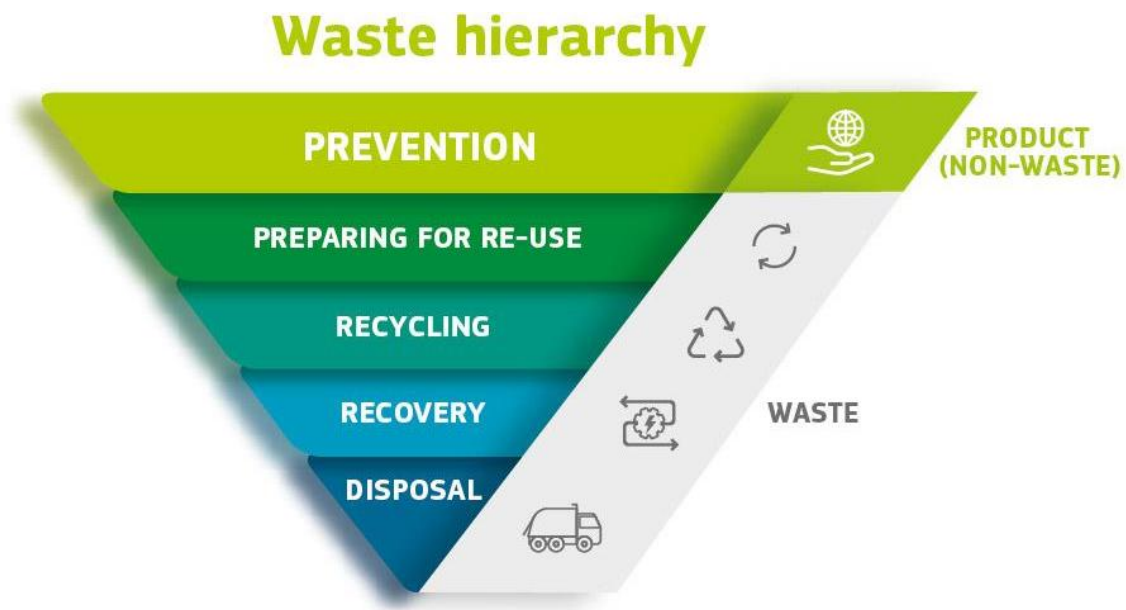 Waste hierarchy
PREVENTION
PRODUCT
(NON-WASTE)
PREPARING FOR RE-USE
RECYCLING
RECOVERY
WASTE
DISPOSAL